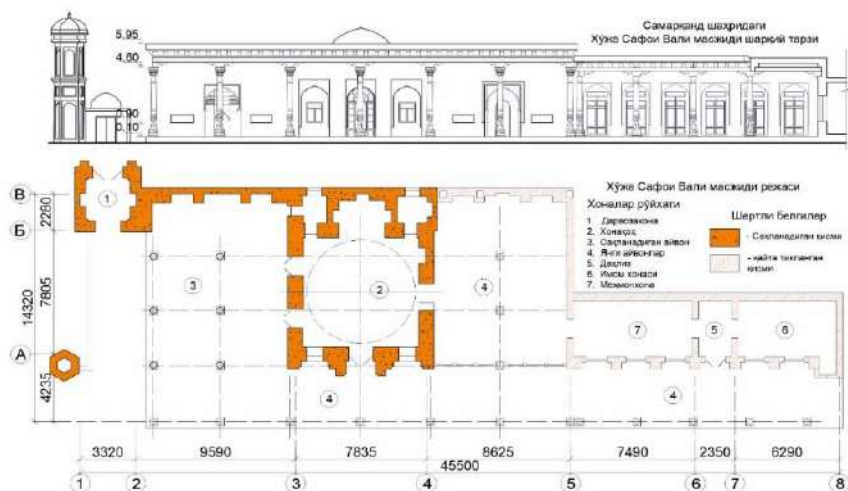 Самарканд шаҳридаги
Хўжа Сафои Вали масжиди шарқий тарзи
5,95
4,60
0,90
0,10
Хўжа Сафои Вали масжиди режаси
Хоналар рўйхати
1. Дарвозахона
2. Хонақоҳ
3. Сақланадиган айвон
4. Янги айвонлар
5. Даҳлиз
6. Имом хонаси
7. Меҳмонхона
Шартли белгилар
- Сақланадиган қисми
- қайта тикланган қисми
В
Б
А
2280
7805
14320
4235
1
2
3
4
4
4
5
6
7
3320
9590
7835
8625
7490
2350
6290
45500
1
2
3
4
5
6
7
8